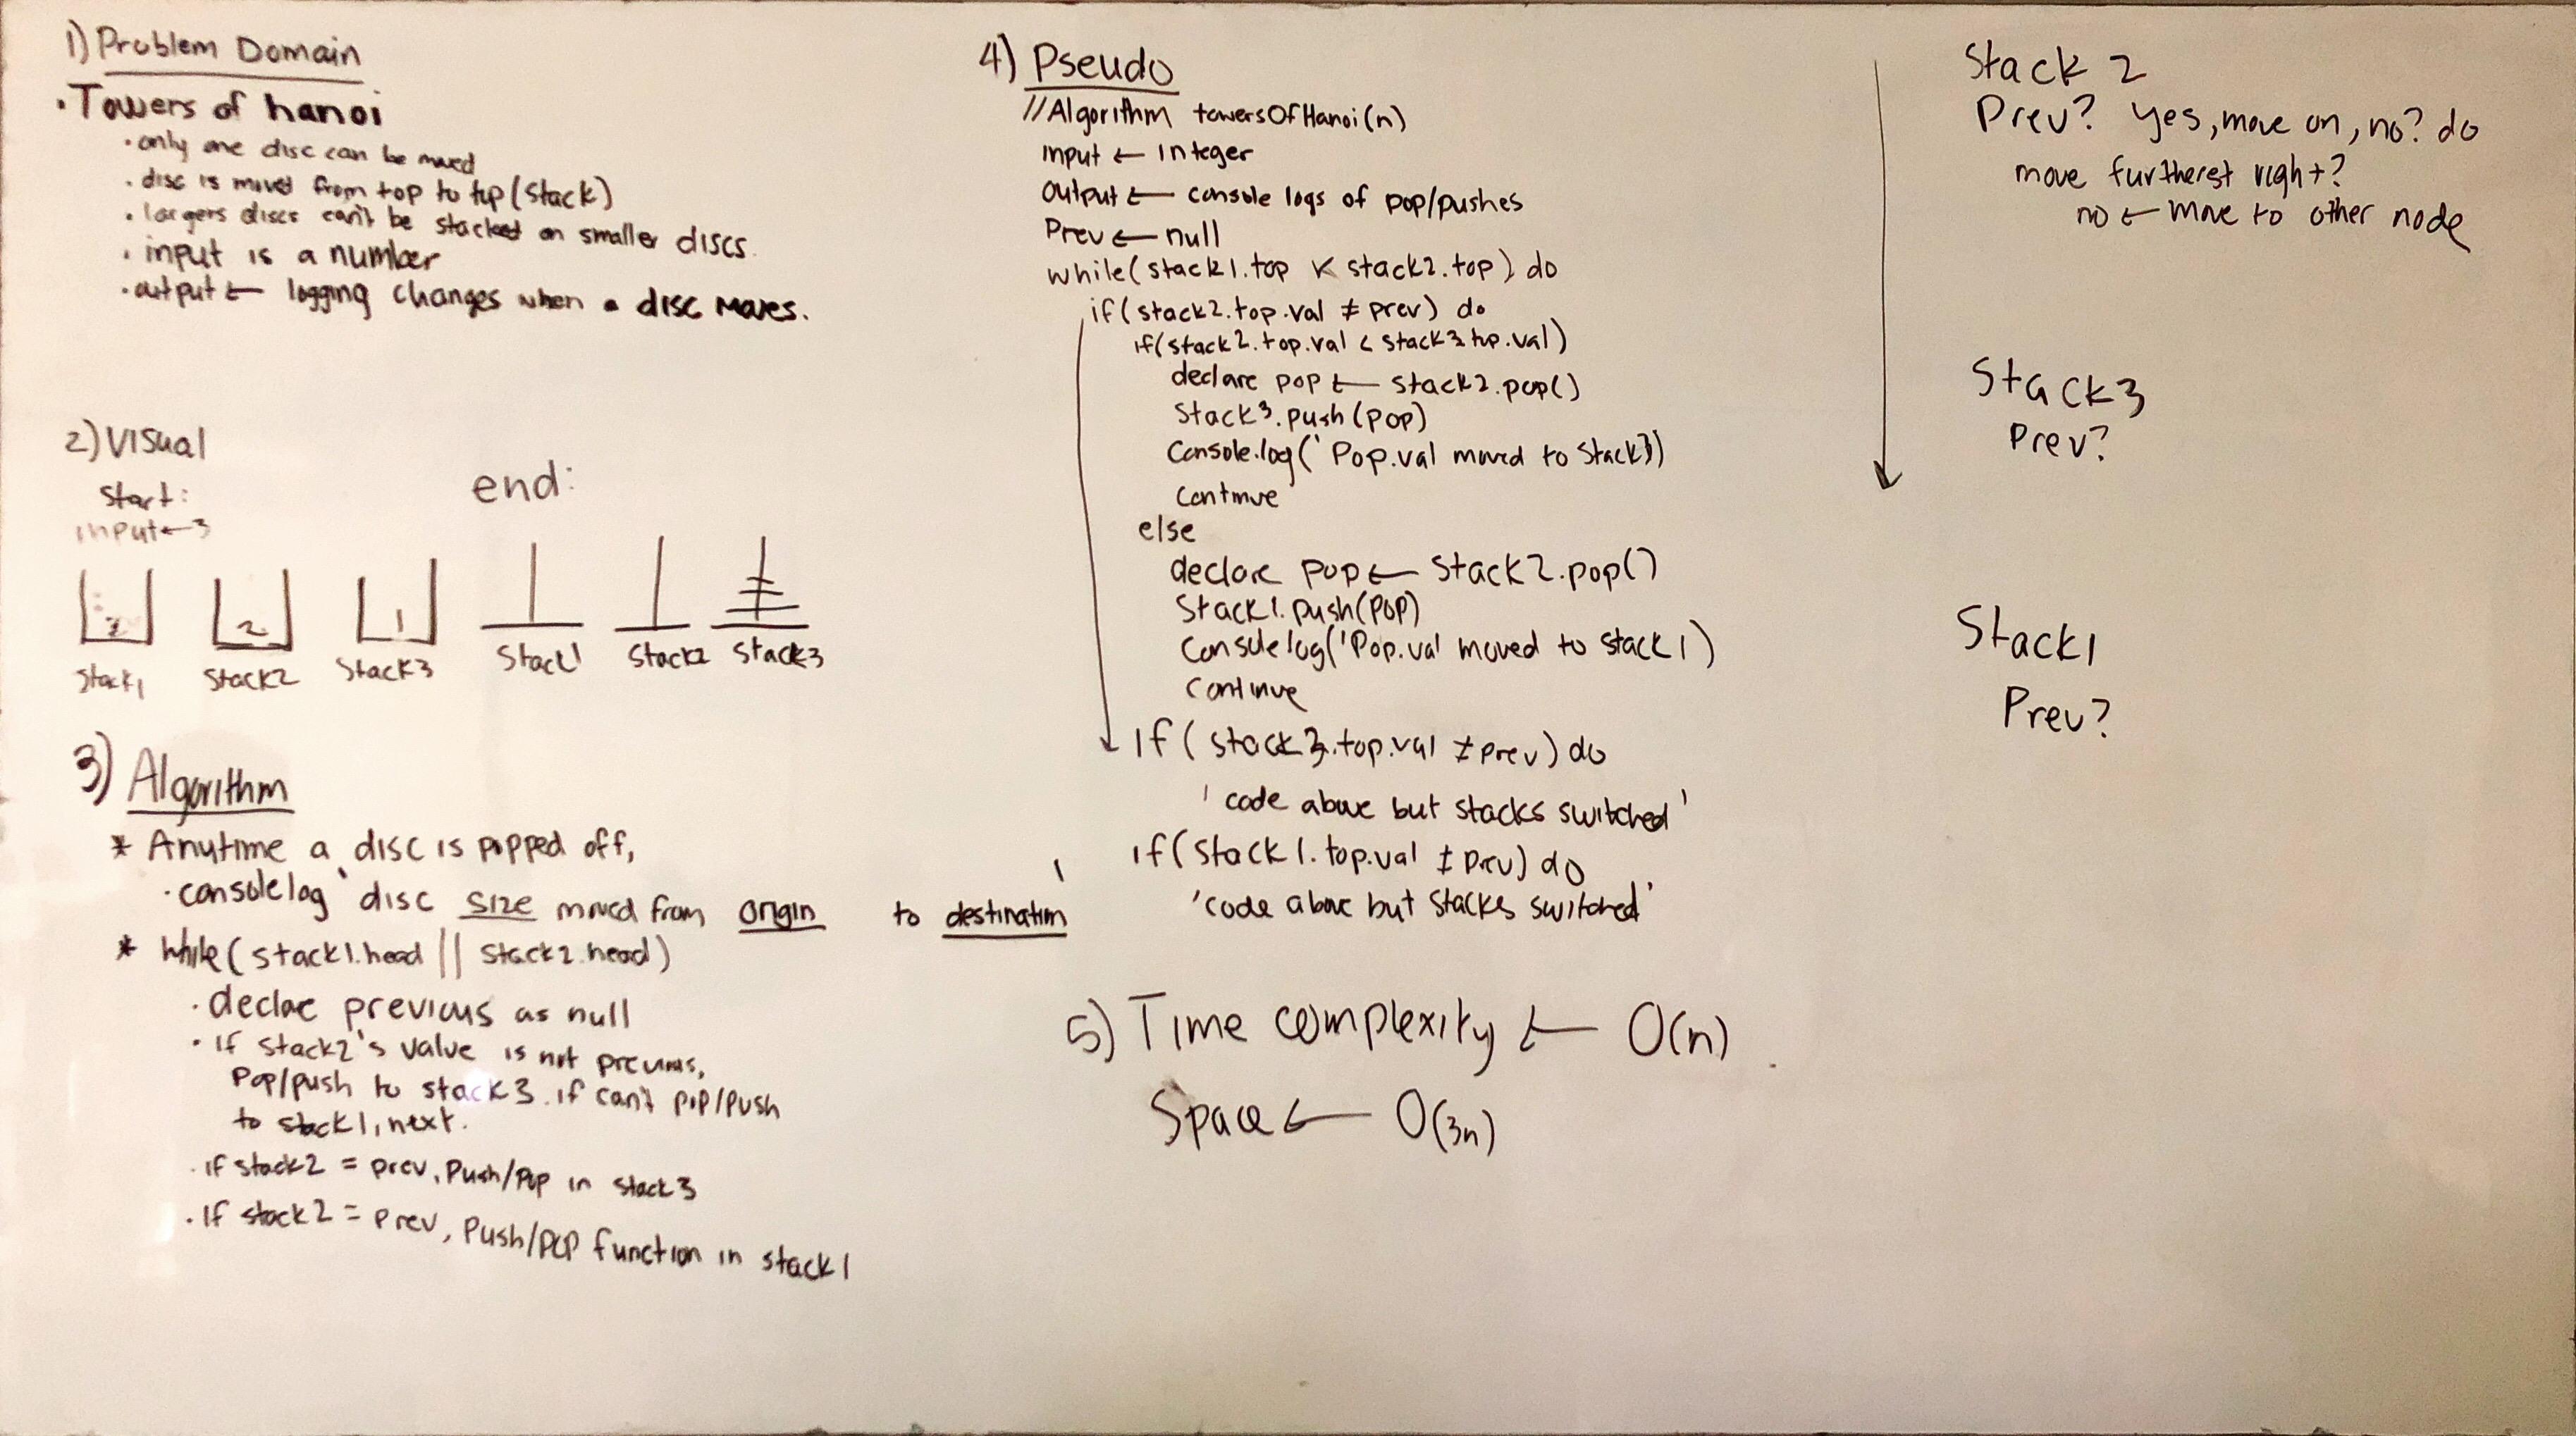 1) Problem Domain
• Towers of hanoi
• only one disc can be moved
• disc is moved from top to top (stack)
• largers discs can't be stacked on smaller discs.
• input is a number
• output ← logging changes when a disc moves.
2) Visual
Start:
input ← 3
end:
2 2 1
Stack1 Stack2 Stack3 Stack1 Stack2 Stack3
3) Algorithm
* Anytime a disc is popped off,
• console log 'disc size moved from origin to destination'
* while (stack1.head || stack2.head)
• declae previous as null
• if stack2's value is not previous,
Pop/push to stack3. if can't pop/push
to stack1, next.
• if stack2 = prev, Push/Pop in stack3
• If stack2 = prev, Push/pop function in stack1
4) Pseudo
//Algorithm towersOfHanoi(n)
input ← integer
output ← console logs of pop/pushes
Prev ← null
while (stack1.top < stack2.top) do
if (stack2.top.val ≠ prev) do
if (stack2.top.val < stack3 top.val)
declare pop ← stack2.pop()
Stack3.push(pop)
Console.log('Pop.val moved to Stack3)
Continue
else
declare pop ← Stack2.pop()
Stack1.push(pop)
Console log('Pop.val moved to stack1)
Continue
If (stack3.top.val ≠ prev) do
'code above but stacks switched'
if (Stack1.top.val ≠ prev) do
'code above but stacks switched'
5) Time complexity ← O(n)
Space ← O(3n)
Stack 2
Prev? yes, move on, no? do
move furtherest right?
no ← move to other node
Stack3
Prev?
Stack1
Prev?